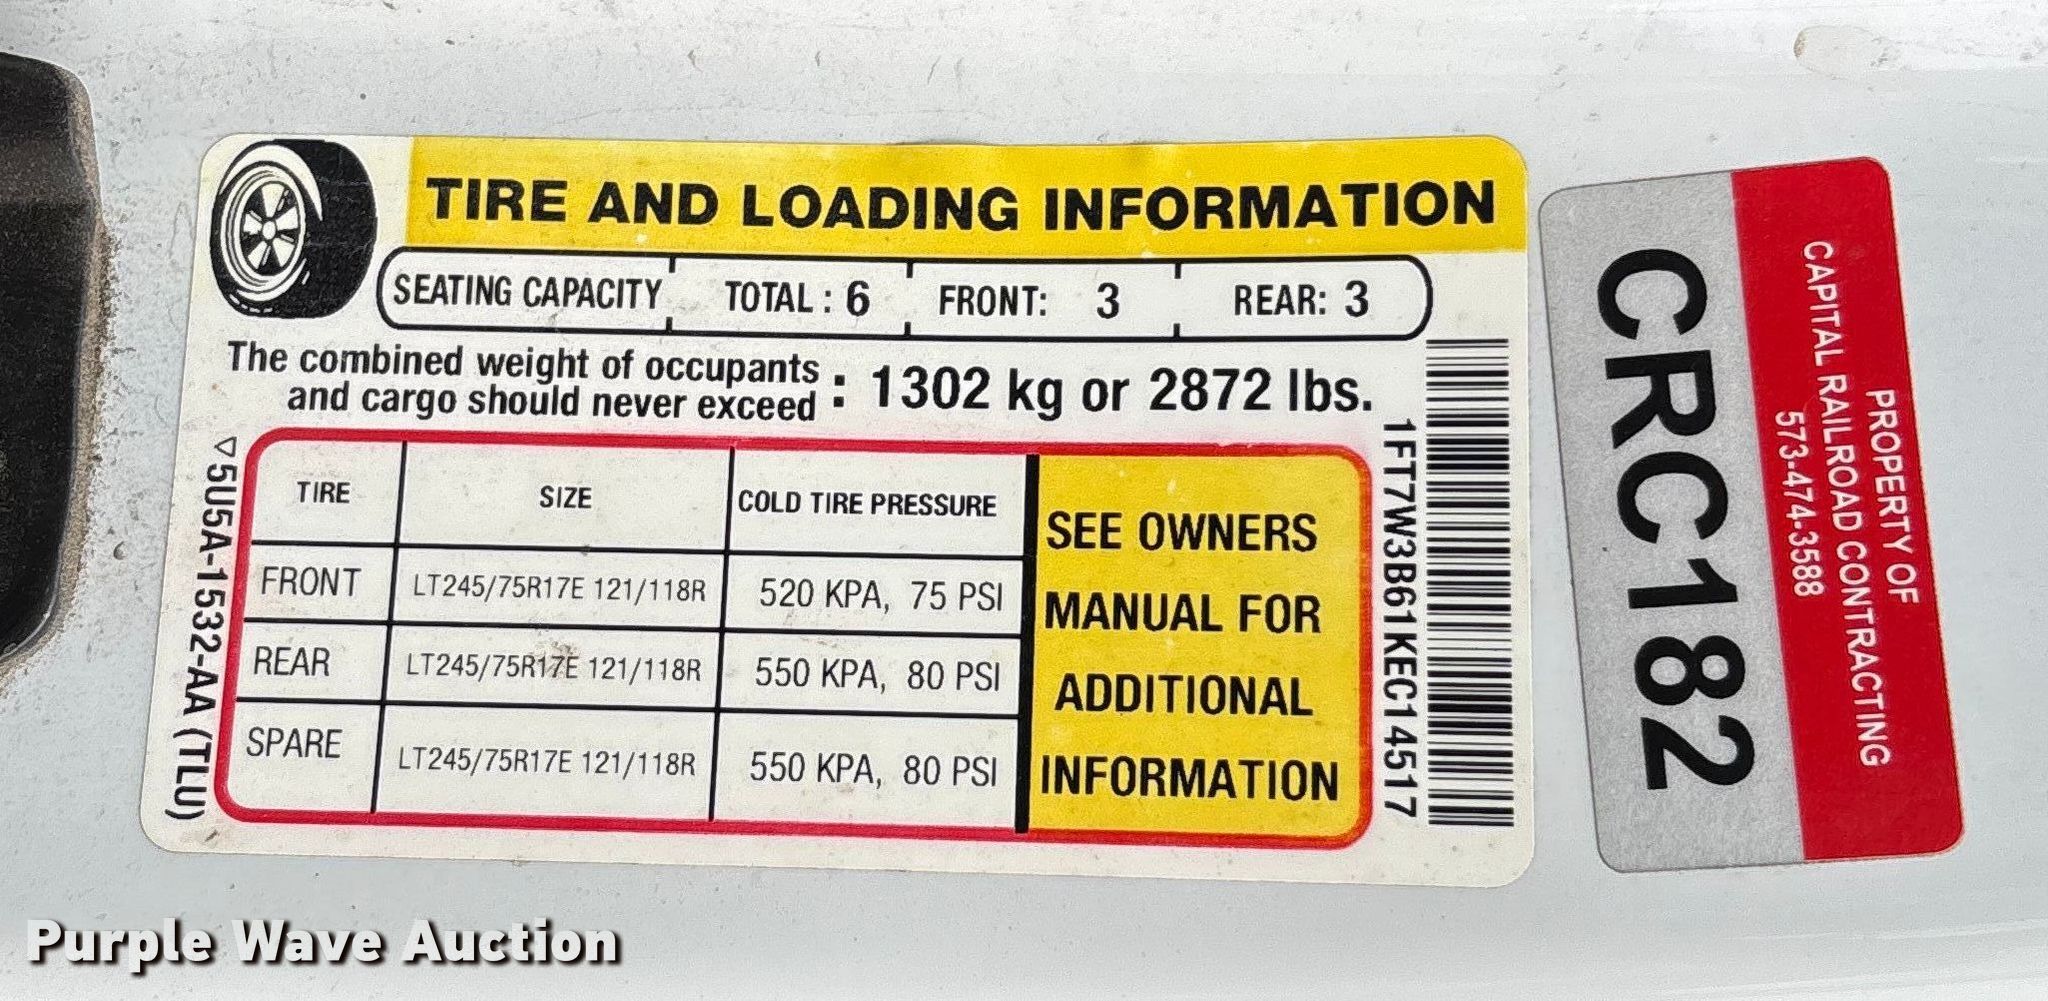 TIRE AND LOADING INFORMATION
SEATING CAPACITY TOTAL : 6 FRONT: 3 REAR: 3
The combined weight of occupants
and cargo should never exceed : 1302 kg or 2872 lbs.
TIRE SIZE COLD TIRE PRESSURE
FRONT LT245/75R17E 121/118R 520 KPA, 75 PSI
REAR LT245/75R17E 121/118R 550 KPA, 80 PSI
SPARE LT245/75R17E 121/118R 550 KPA, 80 PSI
SEE OWNERS
MANUAL FOR
ADDITIONAL
INFORMATION
5U5A-1532-AA (TLU)
1FT7W3B61KEC14517
PROPERTY OF
CAPITAL RAILROAD CONTRACTING
573-474-3588
CRC182
Purple Wave Auction